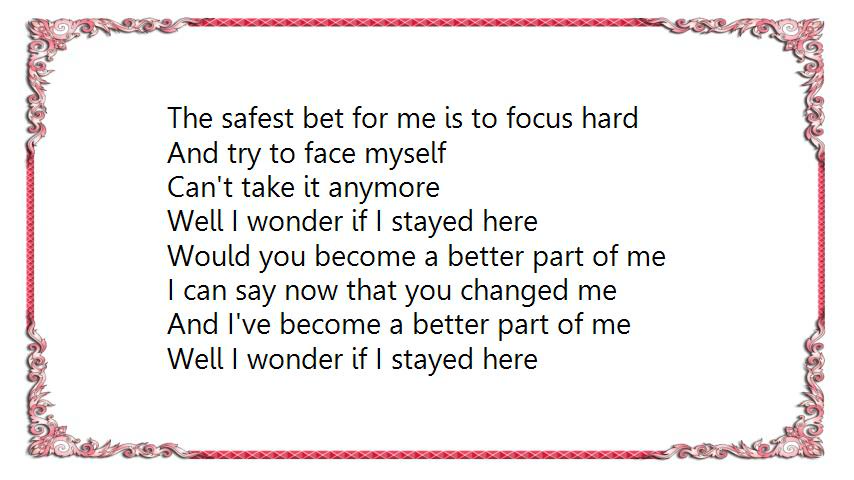 The safest bet for me is to focus hard
And try to face myself
Can't take it anymore
Well I wonder if I stayed here
Would you become a better part of me
I can say now that you changed me
And I've become a better part of me
Well I wonder if I stayed here